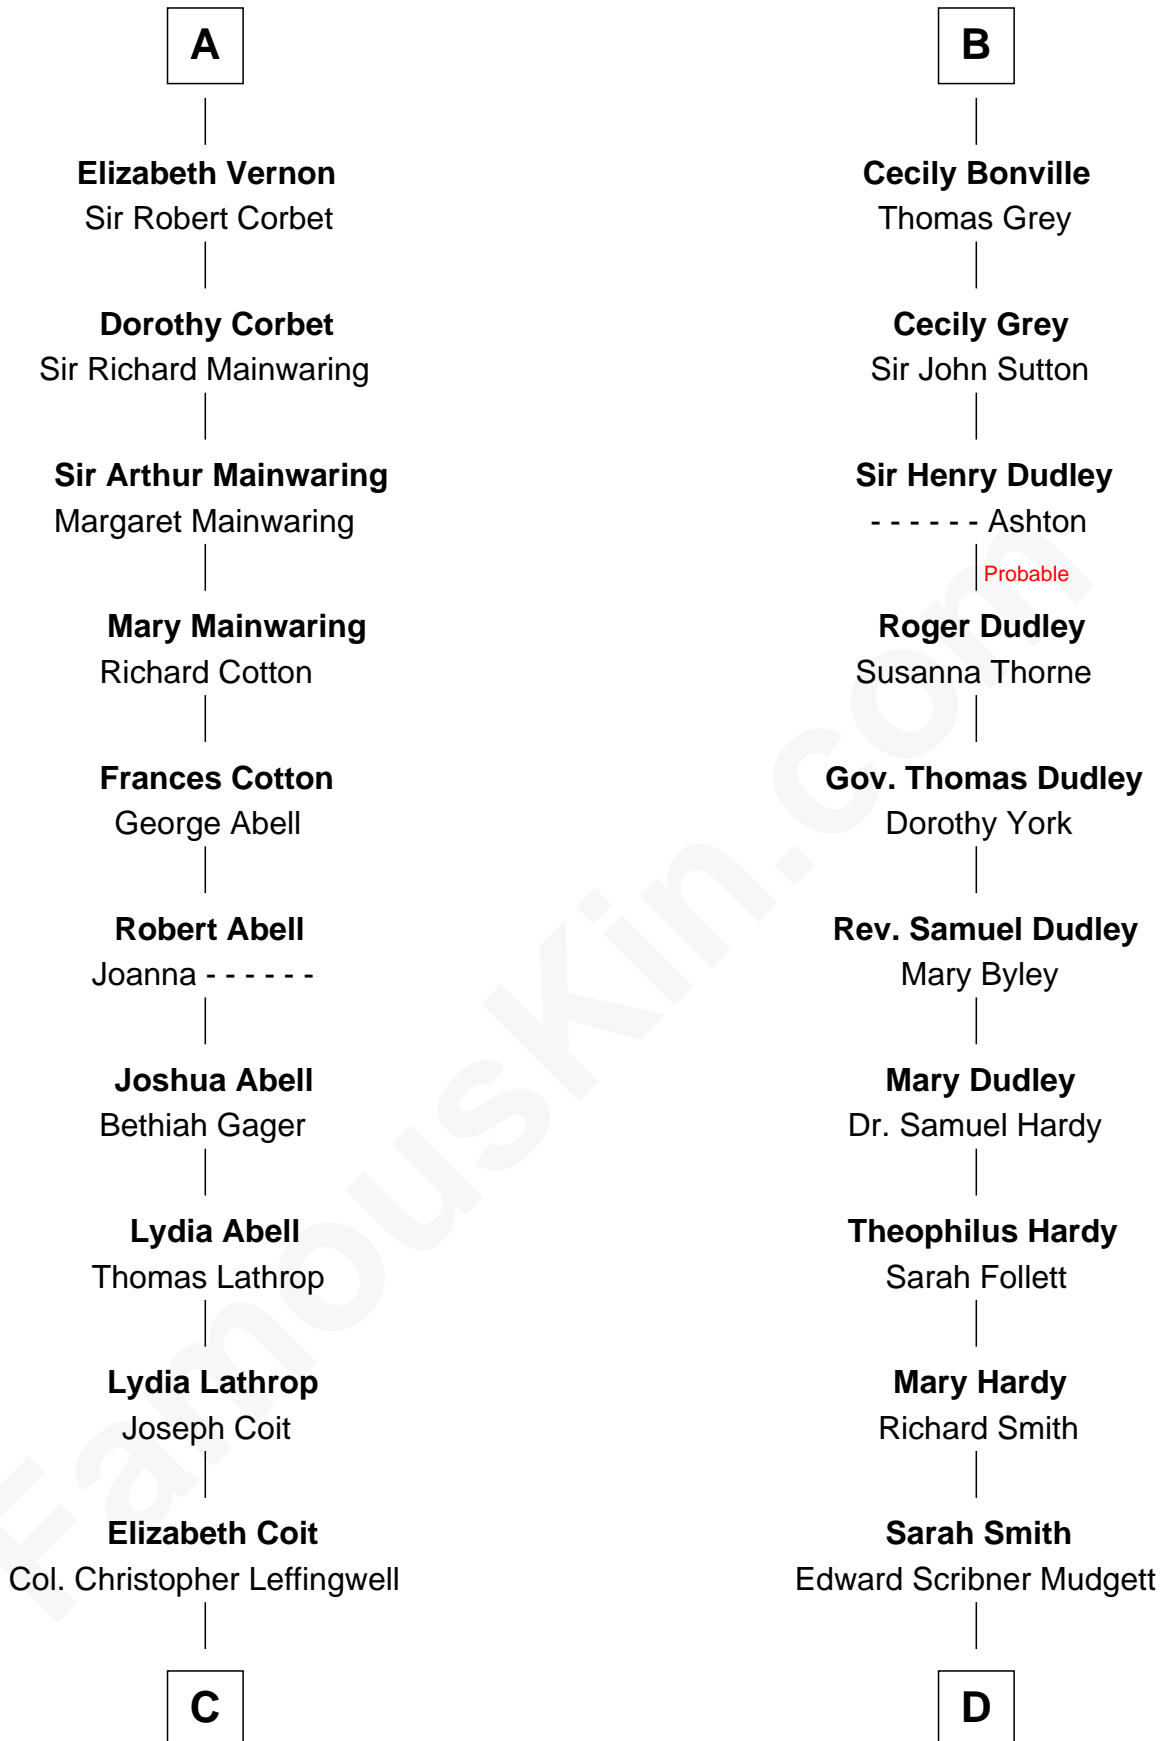 A
Elizabeth Vernon
Sir Robert Corbet
Dorothy Corbet
Sir Richard Mainwaring
Sir Arthur Mainwaring
Margaret Mainwaring
Mary Mainwaring
Richard Cotton
Frances Cotton
George Abell
Robert Abell
Joanna - - - - - -
Joshua Abell
Bethiah Gager
Lydia Abell
Thomas Lathrop
Lydia Lathrop
Joseph Coit
Elizabeth Coit
Col. Christopher Leffingwell
C
B
Cecily Bonville
Thomas Grey
Cecily Grey
Sir John Sutton
Sir Henry Dudley
- - - - - - Ashton
Probable
Roger Dudley
Susanna Thorne
Gov. Thomas Dudley
Dorothy York
Rev. Samuel Dudley
Mary Byley
Mary Dudley
Dr. Samuel Hardy
Theophilus Hardy
Sarah Follett
Mary Hardy
Richard Smith
Sarah Smith
Edward Scribner Mudgett
D
FamousKin.com